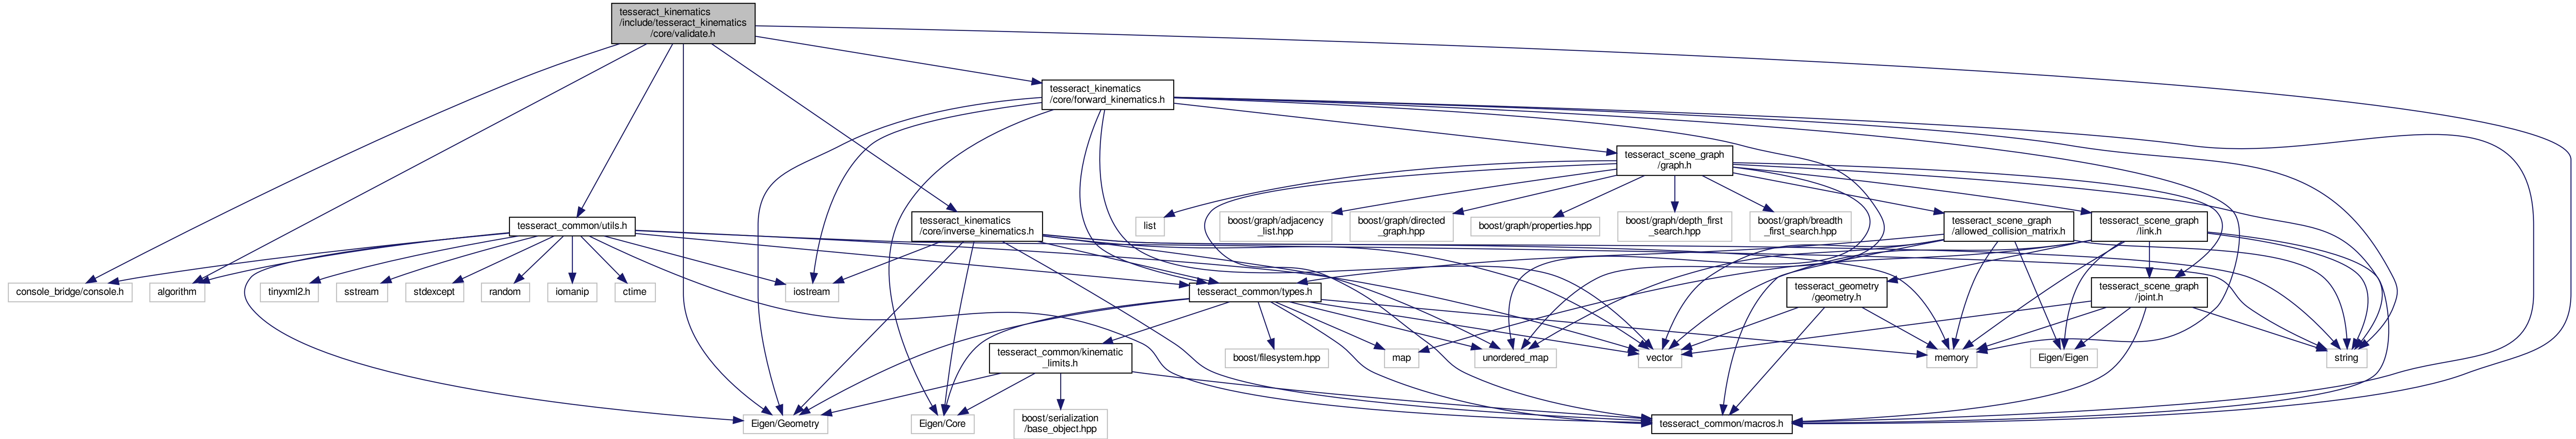 tesseract_kinematics
/include/tesseract_kinematics
/core/validate.h
tesseract_kinematics
/core/forward_kinematics.h
tesseract_scene_graph
/graph.h
tesseract_common/utils.h
tesseract_kinematics
/core/inverse_kinematics.h
list
boost/graph/adjacency
_list.hpp
boost/graph/directed
_graph.hpp
boost/graph/properties.hpp
boost/graph/depth_first
_search.hpp
boost/graph/breadth
_first_search.hpp
tesseract_scene_graph
/allowed_collision_matrix.h
tesseract_scene_graph
/link.h
console_bridge/console.h
algorithm
tinyxml2.h
sstream
stdexcept
random
iomanip
ctime
iostream
tesseract_common/types.h
tesseract_geometry
/geometry.h
tesseract_scene_graph
/joint.h
tesseract_common/kinematic
_limits.h
boost/filesystem.hpp
map
unordered_map
vector
memory
Eigen/Eigen
string
Eigen/Geometry
Eigen/Core
boost/serialization
/base_object.hpp
tesseract_common/macros.h